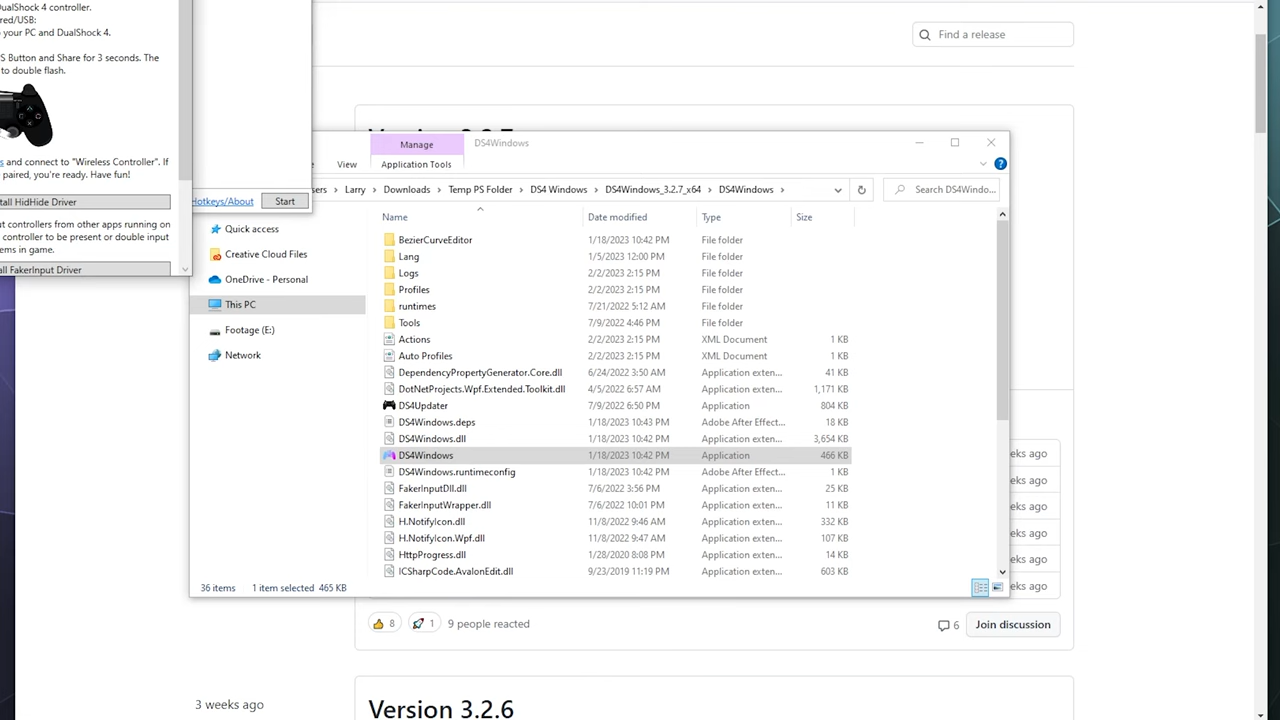 DualShock 4 controller.
red/USB:
your PC and DualShock 4.
S Button and Share for 3 seconds. The
to double flash.
s and connect to "Wireless Controller". If
paired, you're ready. Have fun!
tall HidHide Driver
ut controllers from other apps running on
controller to be present or double input
ems in game.
all FakerInput Driver
Hotkeys/About
Start
Find a release
Manage
DS4Windows
View
Application Tools
sers > Larry > Downloads > Temp PS Folder > DS4 Windows > DS4Windows_3.2.7_x64 > DS4Windows >
Search DS4Windo...
Quick access
Creative Cloud Files
OneDrive - Personal
This PC
Footage (E:)
Network
Name Date modified Type Size
BezierCurveEditor 1/18/2023 10:42 PM File folder
Lang 1/5/2023 12:00 PM File folder
Logs 2/2/2023 2:15 PM File folder
Profiles 2/2/2023 2:15 PM File folder
runtimes 7/21/2022 5:12 AM File folder
Tools 7/9/2022 4:46 PM File folder
Actions 2/2/2023 2:15 PM XML Document 1 KB
Auto Profiles 2/2/2023 2:15 PM XML Document 1 KB
DependencyPropertyGenerator.Core.dll 6/24/2022 3:50 AM Application exten... 41 KB
DotNetProjects.Wpf.Extended.Toolkit.dll 4/5/2022 6:57 AM Application exten... 1,171 KB
DS4Updater 7/9/2022 6:50 PM Application 804 KB
DS4Windows.deps 1/18/2023 10:43 PM Adobe After Effect... 18 KB
DS4Windows.dll 1/18/2023 10:42 PM Application exten... 3,654 KB
DS4Windows 1/18/2023 10:42 PM Application 466 KB
DS4Windows.runtimeconfig 1/18/2023 10:42 PM Adobe After Effect... 1 KB
FakerInputDll.dll 7/6/2022 3:56 PM Application exten... 25 KB
FakerInputWrapper.dll 7/6/2022 10:01 PM Application exten... 11 KB
H.NotifyIcon.dll 11/8/2022 9:46 AM Application exten... 332 KB
H.NotifyIcon.Wpf.dll 11/8/2022 9:47 AM Application exten... 107 KB
HttpProgress.dll 1/28/2020 8:08 PM Application exten... 14 KB
ICSharpCode.AvalonEdit.dll 9/23/2019 11:19 PM Application exten... 603 KB
36 items 1 item selected 465 KB
eeks ago
eeks ago
eeks ago
eeks ago
eeks ago
eeks ago
8 1 9 people reacted
6 Join discussion
3 weeks ago
Version 3.2.6